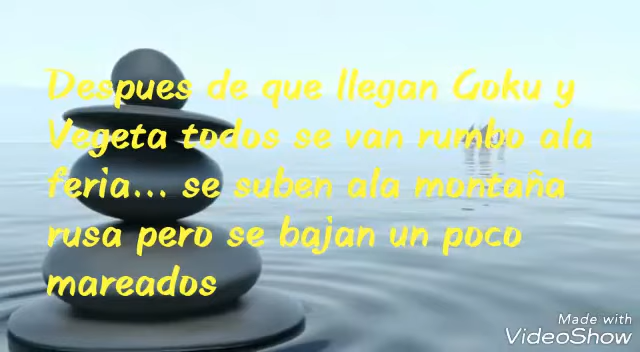 Despues de que llegan Goku y
Vegeta todos se van rumbo ala
feria... se suben ala montaña
rusa pero se bajan un poco
mareados
Made with
VideoShow